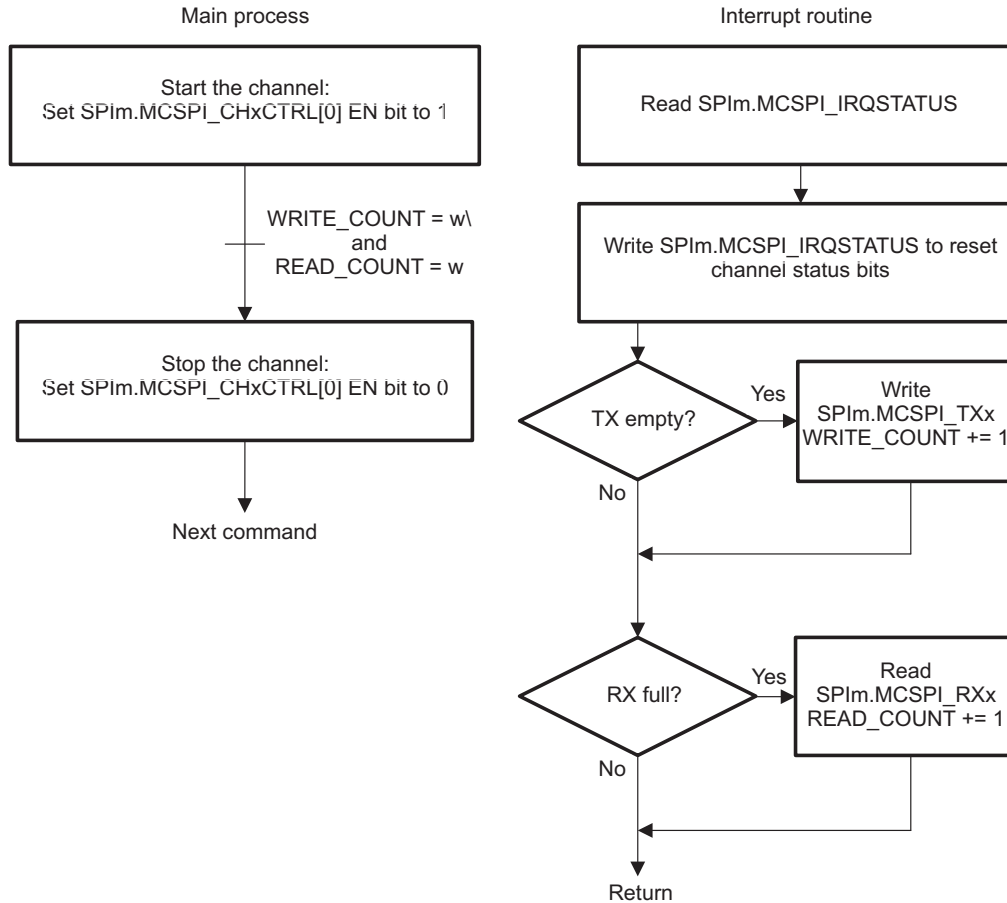 Main process
Start the channel:
Set SPIm.MCSPI_CHxCTRL[0] EN bit to 1
WRITE_COUNT = w\
and
READ_COUNT = w
Stop the channel:
Set SPIm.MCSPI_CHxCTRL[0] EN bit to 0
Next command
Interrupt routine
Read SPIm.MCSPI_IRQSTATUS
Write SPIm.MCSPI_IRQSTATUS to reset
channel status bits
TX empty?
Yes
Write
SPIm.MCSPI_TXx
WRITE_COUNT += 1
No
RX full?
Yes
Read
SPIm.MCSPI_RXx
READ_COUNT += 1
No
Return